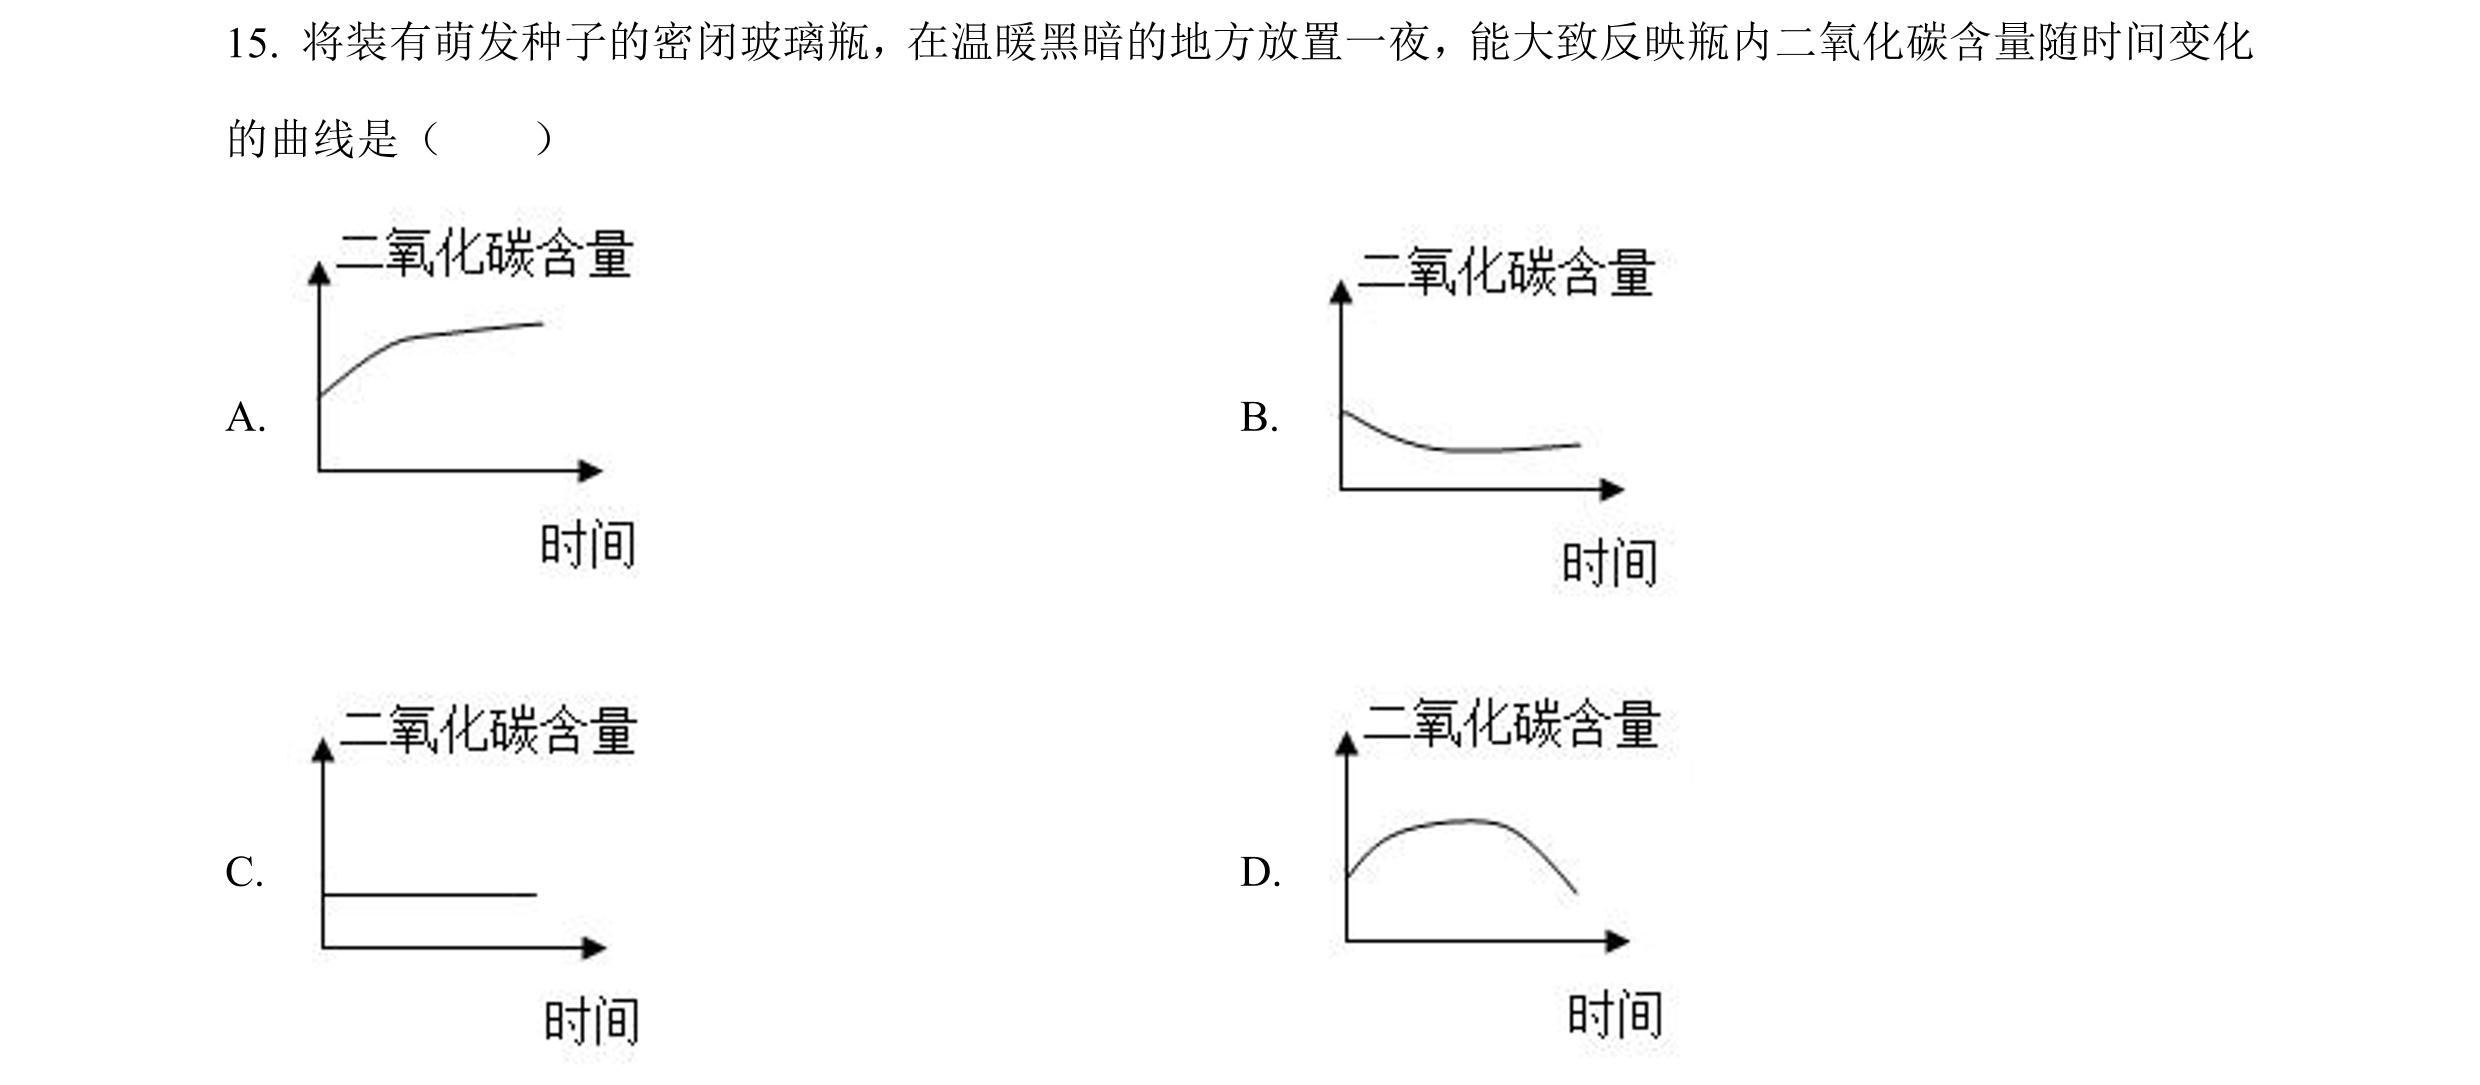 15. 将装有萌发种子的密闭玻璃瓶，在温暖黑暗的地方放置一夜，能大致反映瓶内二氧化碳含量随时间变化
的曲线是（　　）
二氧化碳含量
A.
时间
二氧化碳含量
B.
时间
二氧化碳含量
C.
时间
二氧化碳含量
D.
时间